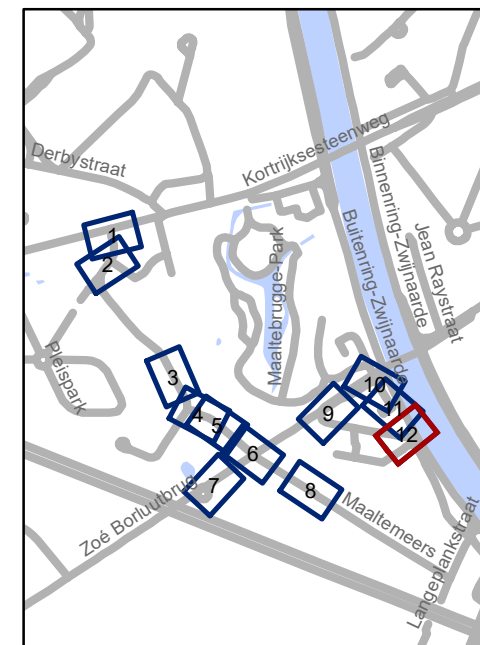 Kortrijksesteenweg
Derbystraat
Binnenring-Zwijnaarde
Buitenring-Zwijnaarde
Jean Raystraat
Maaltebrugge-Park
1
2
Pleispark
3
10
4
9
11
5
12
6
7
8
Zoé Borluutbrug
Maaltemeers
Langeplankstraat